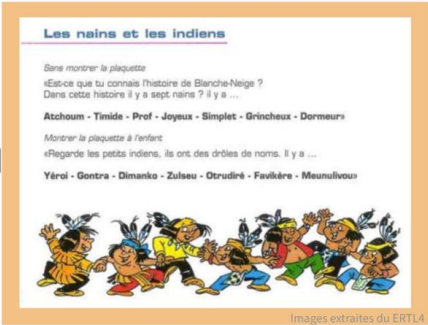 Les nains et les indiens
Sans montrer la plaquette
«Est-ce que tu connais l'histoire de Blanche-Neige ?
Dans cette histoire il y a sept nains ? il y a ...
Atchoum - Timide - Prof - Joyeux - Simplet - Grincheux - Dormeur»
Montrer la plaquette à l'enfant
«Regarde les petits indiens, ils ont des drôles de noms. Il y a ...
Yéroi - Gontra - Dimanko - Zulseu - Otrudiré - Favikère - Meunulivou»
Images extraites du ERTL4